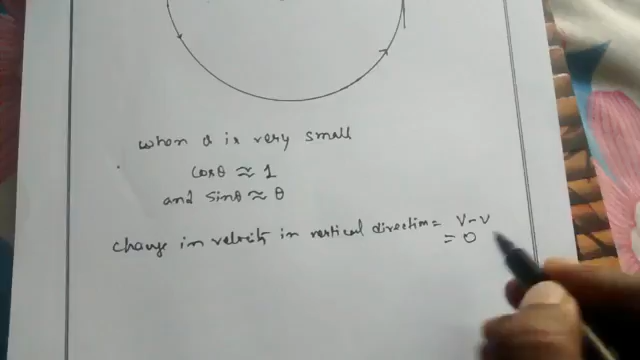 when θ is very small
cosθ ≈ 1
and sinθ ≈ θ
change in velocity in vertical direction = V - V
= 0